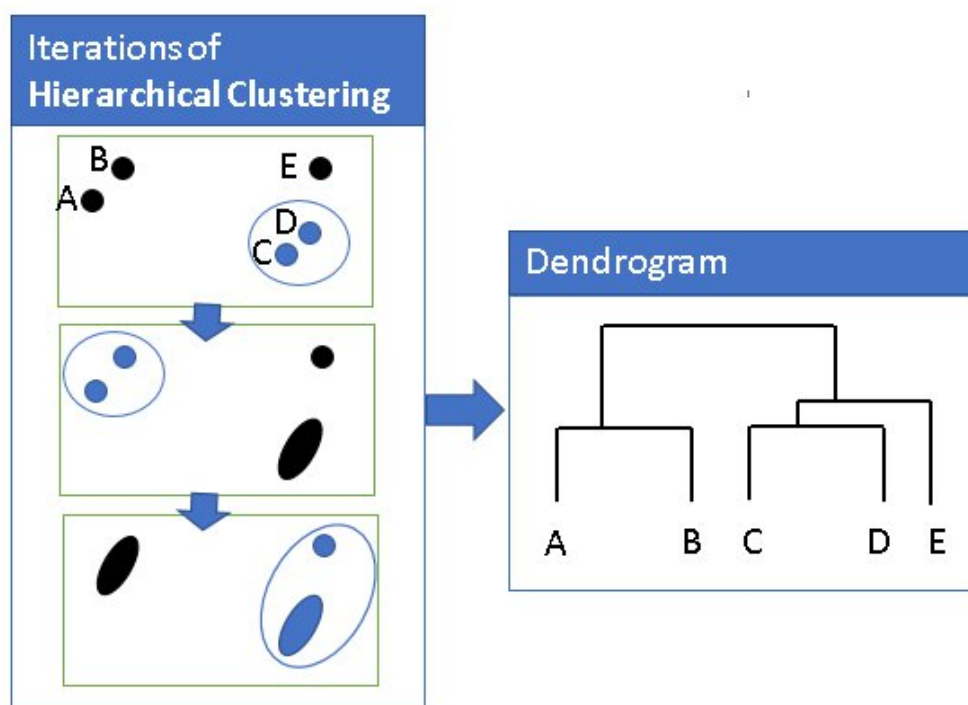 Iterations of
Hierarchical Clustering
B
E
A
D
C
Dendrogram
A B C D E